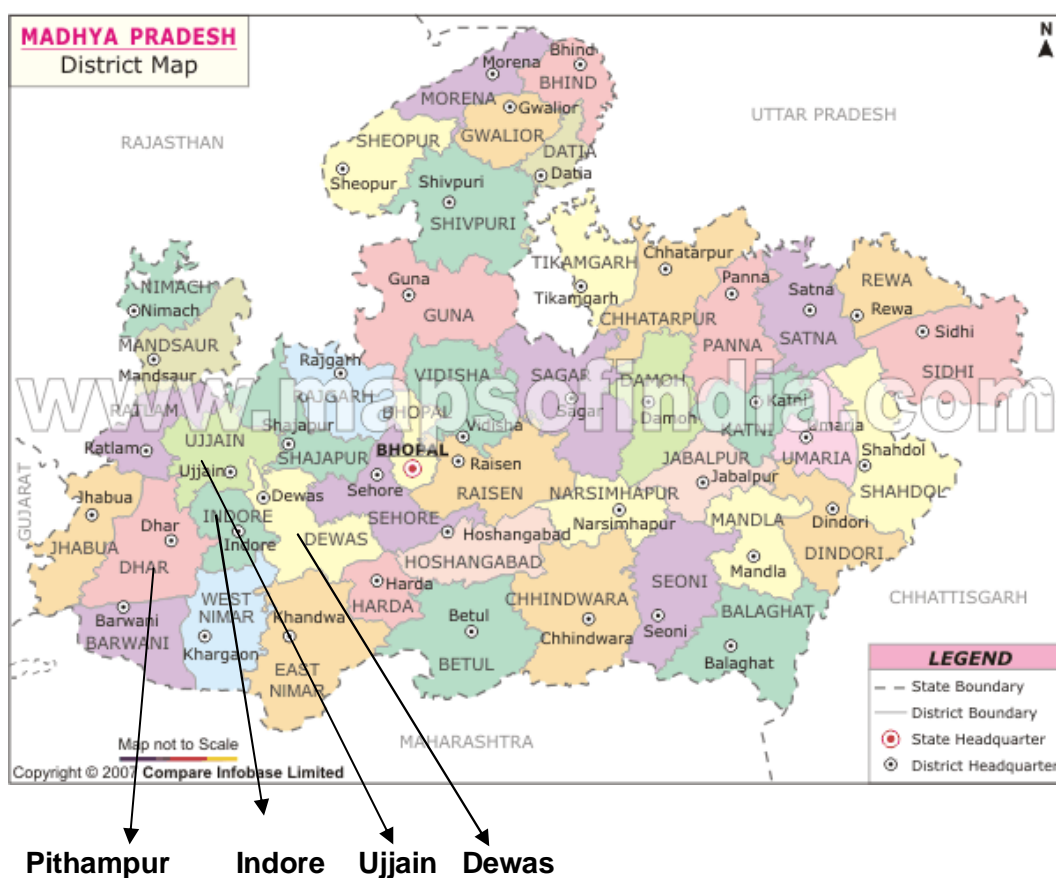 MADHYA PRADESH
District Map
N
RAJASTHAN
UTTAR PRADESH
GUJARAT
CHHATTISGARH
MAHARASHTRA
Morena
MORENA
Bhind
BHIND
Gwalior
GWALIOR
SHEOPUR
Sheopur
DATIA
Datia
Shivpuri
SHIVPURI
NIMACH
Nimach
MANDSAUR
Mandsaur
Guna
GUNA
TIKAMGARH
Tikamgarh
Chhatarpur
CHHATARPUR
Panna
PANNA
Satna
SATNA
REWA
Rewa
Sidhi
SIDHI
www.mapsofindia.com
RATLAM
Ratlam
UJJAIN
Ujjain
Rajgarh
RAJGARH
Shajapur
SHAJAPUR
VIDISHA
Vidisha
BHOPAL
BHOPAL
SAGAR
Sagar
DAMOH
Damoh
Katni
KATNI
Umaria
UMARIA
Shahdol
SHAHDOL
Jhabua
JHABUA
Dhar
DHAR
INDORE
Indore
Dewas
DEWAS
Sehore
SEHORE
Raisen
RAISEN
Hoshangabad
HOSHANGABAD
NARSIMHAPUR
Narsimhapur
JABALPUR
Jabalpur
MANDLA
Mandla
Dindori
DINDORI
Barwani
BARWANI
WEST
NIMAR
Khargaon
Khandwa
EAST
NIMAR
Harda
HARDA
Betul
BETUL
CHHINDWARA
Chhindwara
SEONI
Seoni
BALAGHAT
Balaghat
LEGEND
State Boundary
District Boundary
State Headquarter
District Headquarter
Map not to Scale
Copyright © 2007 Compare Infobase Limited
Pithampur Indore Ujjain Dewas